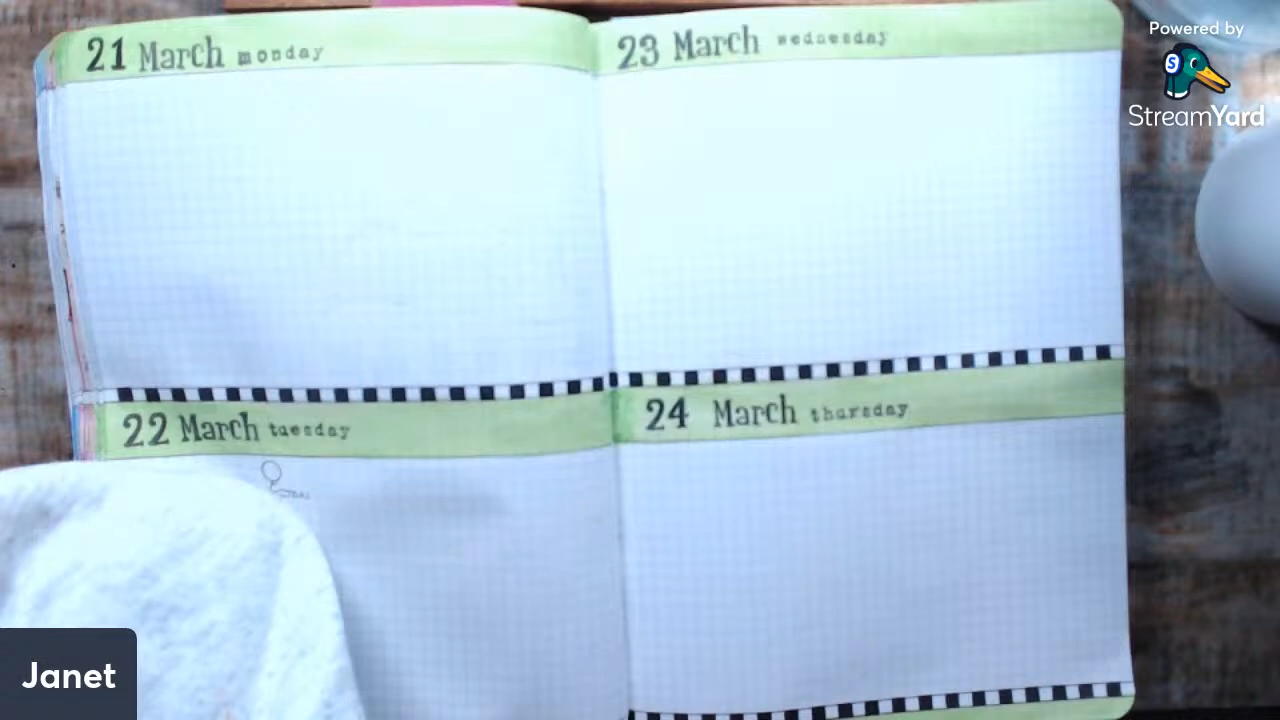 21 March monday
22 March tuesday
23 March wednesday
24 March thursday
Powered by
StreamYard
Janet